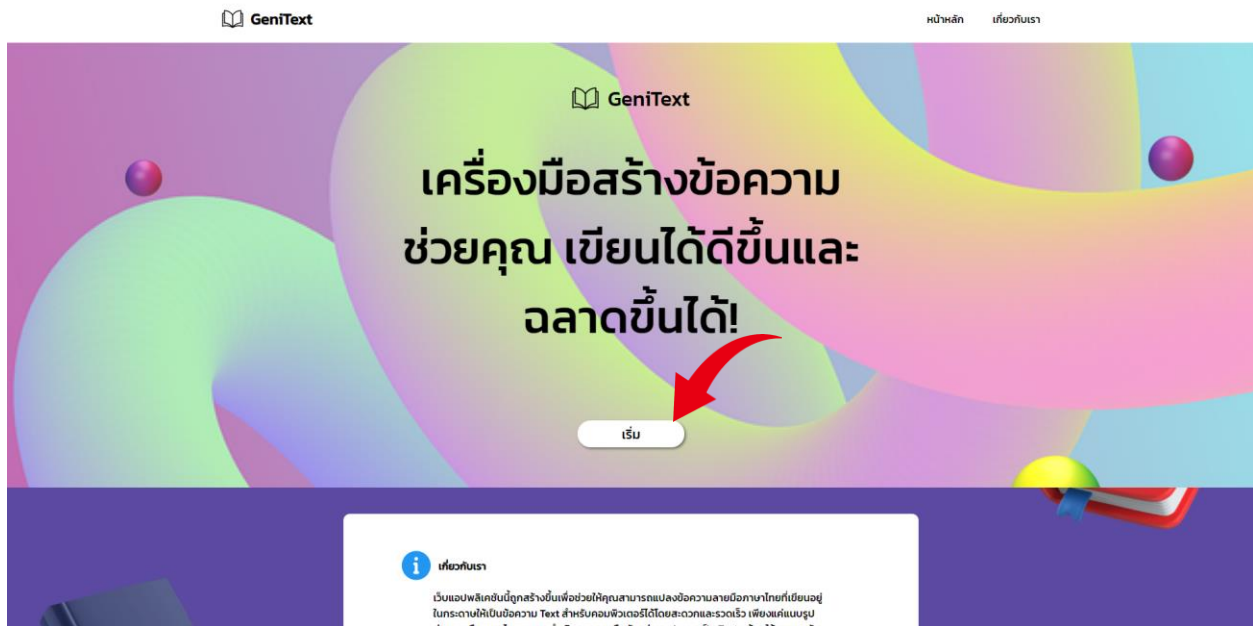 GeniText
หน้าหลัก เกี่ยวกับเรา
GeniText
เครื่องมือสร้างข้อความ
ช่วยคุณ เขียนได้ดีขึ้นและ
ฉลาดขึ้นได้!
เริ่ม
เกี่ยวกับเรา
เว็บแอปพลิเคชันนี้ถูกสร้างขึ้นเพื่อช่วยให้คุณสามารถแปลงข้อความลายมือภาษาไทยที่เขียนอยู่
ในกระดาษให้เป็นข้อความ Text สำหรับคอมพิวเตอร์ได้โดยสะดวกและรวดเร็ว เพียงแค่แนบรูป